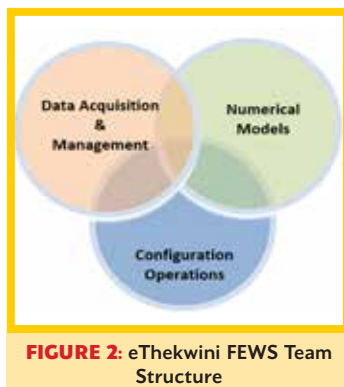 Data Acquisition
&
Management
Numerical
Models
Configuration
Operations
FIGURE 2: eThekwini FEWS Team
Structure